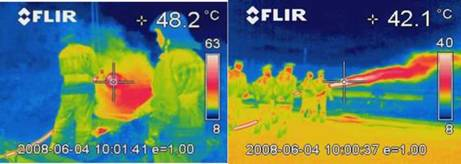 FLIR 48.2 °C
63
8
2008-06-04 10:01:41 e=1.00
FLIR 42.1 °C
40
8
2008-06-04 10:00:37 e=1.00